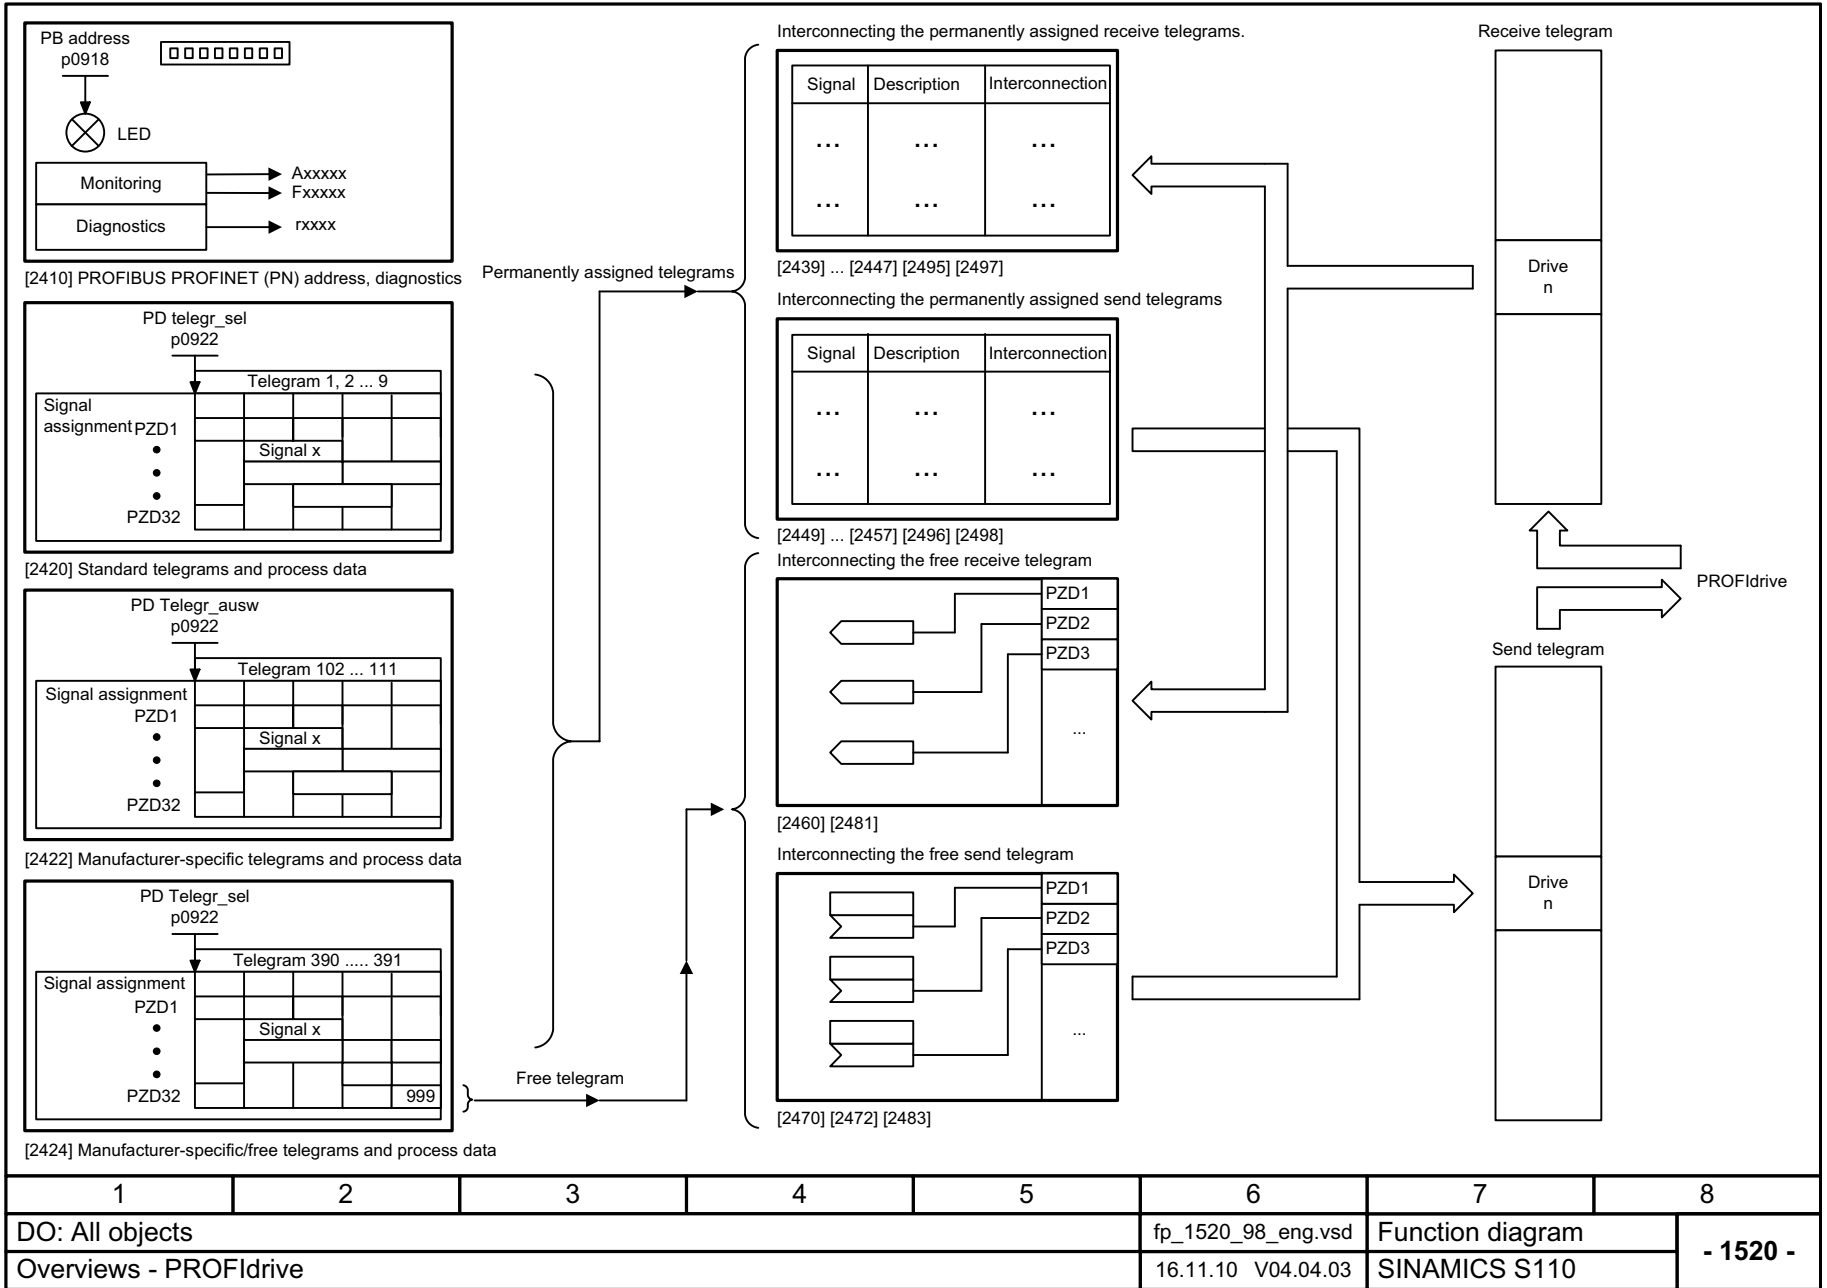 PB address
p0918
LED
Monitoring
Axxxxx
Fxxxxx
Diagnostics
rxxxx
[2410] PROFIBUS PROFINET (PN) address, diagnostics
PD telegr_sel
p0922
Telegram 1, 2 ... 9
Signal
assignment
PZD1
Signal x
PZD32
[2420] Standard telegrams and process data
PD Telegr_ausw
p0922
Telegram 102 ... 111
Signal assignment
PZD1
Signal x
PZD32
[2422] Manufacturer-specific telegrams and process data
PD Telegr_sel
p0922
Telegram 390 ..... 391
Signal assignment
PZD1
Signal x
PZD32
999
[2424] Manufacturer-specific/free telegrams and process data
Permanently assigned telegrams
Free telegram
Interconnecting the permanently assigned receive telegrams.
Signal Description Interconnection
... ... ...
... ... ...
[2439] ... [2447] [2495] [2497]
Interconnecting the permanently assigned send telegrams
Signal Description Interconnection
... ... ...
... ... ...
[2449] ... [2457] [2496] [2498]
Interconnecting the free receive telegram
PZD1
PZD2
PZD3
...
[2460] [2481]
Interconnecting the free send telegram
PZD1
PZD2
PZD3
...
[2470] [2472] [2483]
Receive telegram
Drive
n
PROFIdrive
Send telegram
Drive
n
1 2 3 4 5 6 7 8
DO: All objects
fp_1520_98_eng.vsd
Function diagram
- 1520 -
Overviews - PROFIdrive
16.11.10 V04.04.03
SINAMICS S110